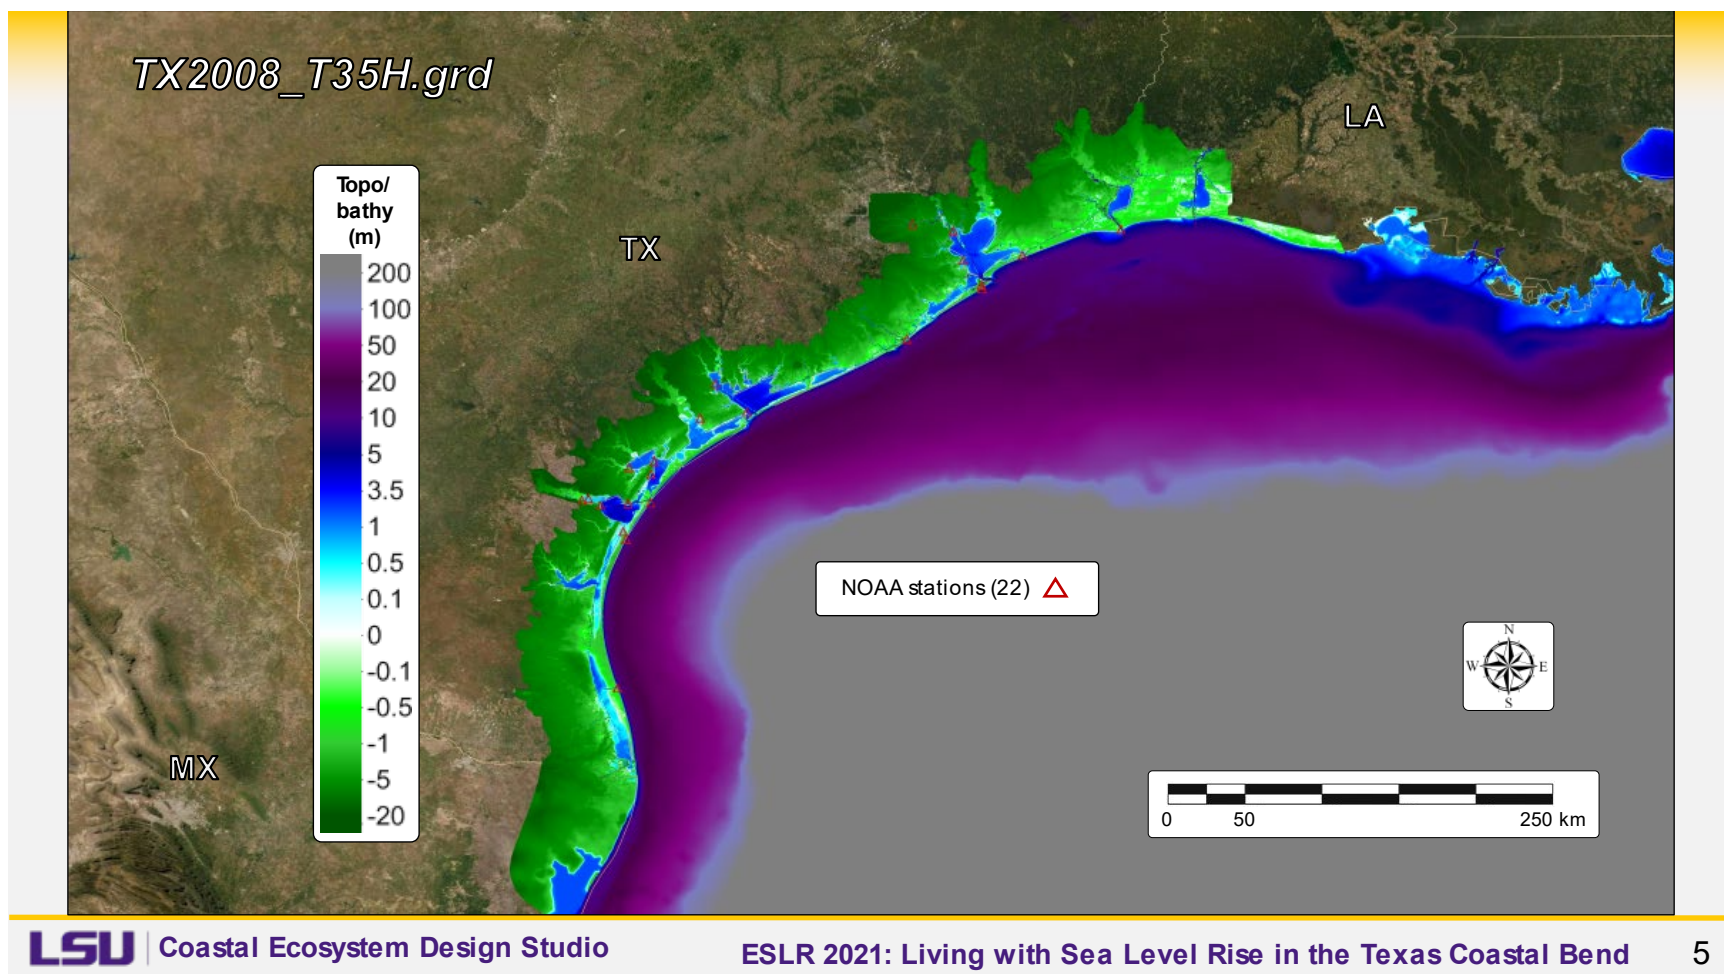 TX2008_T35H.grd
LA
TX
MX
Topo/
bathy
(m)
200
100
50
20
10
5
3.5
1
0.5
0.1
0
-0.1
-0.5
-1
-5
-20
NOAA stations (22)
N
W E
S
0 50 250 km
LSU Coastal Ecosystem Design Studio
ESLR 2021: Living with Sea Level Rise in the Texas Coastal Bend
5